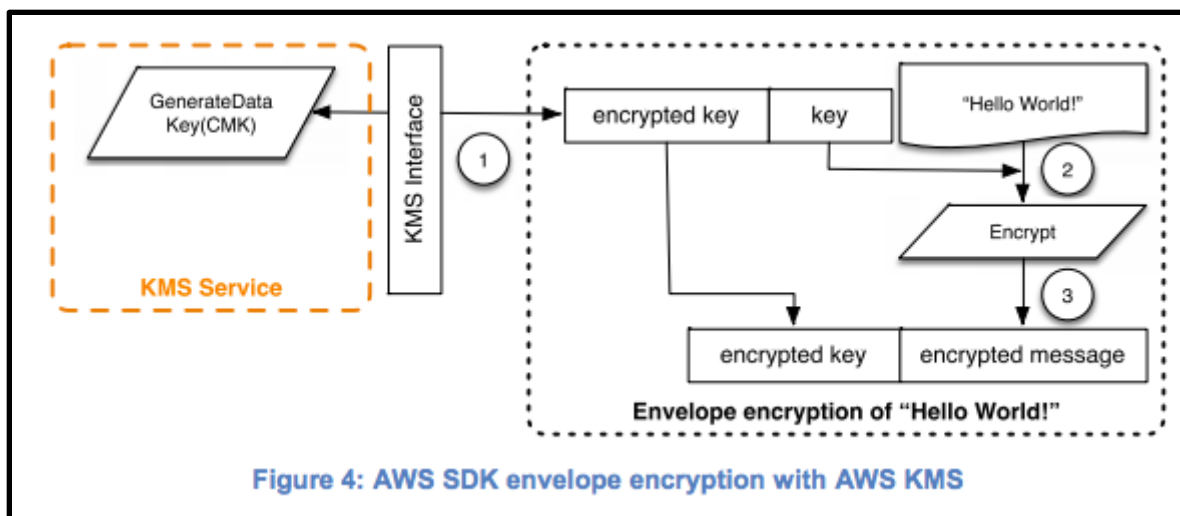 GenerateData
Key(CMK)
KMS Service
KMS Interface
1
encrypted key
key
“Hello World!”
2
Encrypt
3
encrypted key
encrypted message
Envelope encryption of “Hello World!”
Figure 4: AWS SDK envelope encryption with AWS KMS